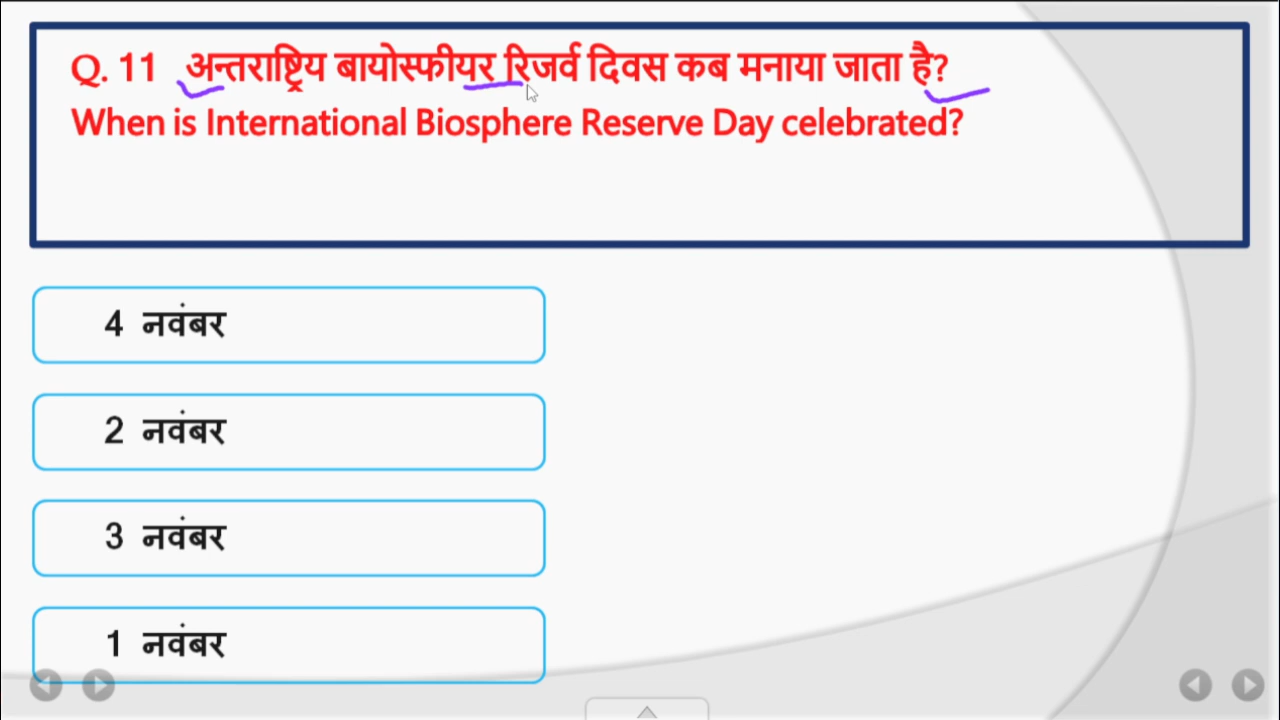 Q. 11 अन्तराष्ट्रिय बायोस्फीयर रिजर्व दिवस कब मनाया जाता है?
When is International Biosphere Reserve Day celebrated?
4 नवंबर
2 नवंबर
3 नवंबर
1 नवंबर